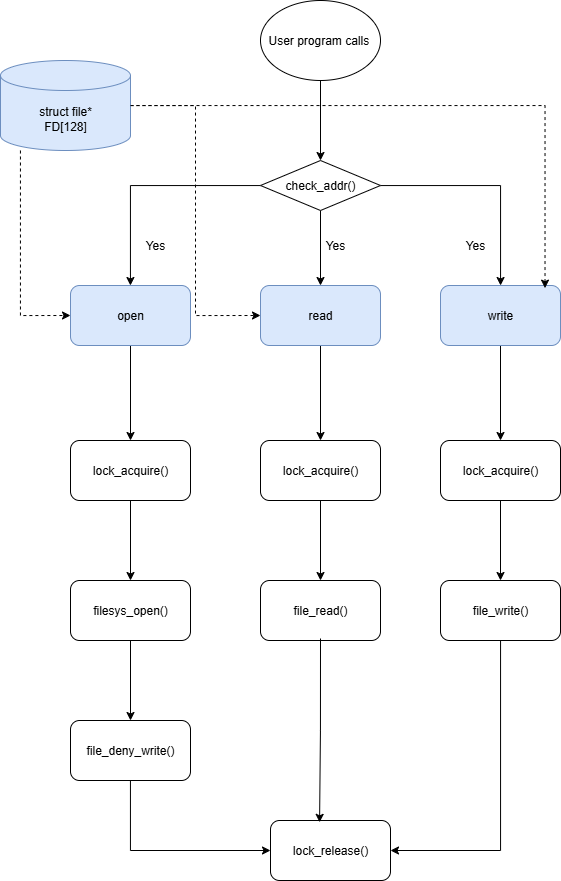 User program calls
struct file*
FD[128]
check_addr()
Yes
Yes
Yes
open
read
write
lock_acquire()
lock_acquire()
lock_acquire()
filesys_open()
file_read()
file_write()
file_deny_write()
lock_release()